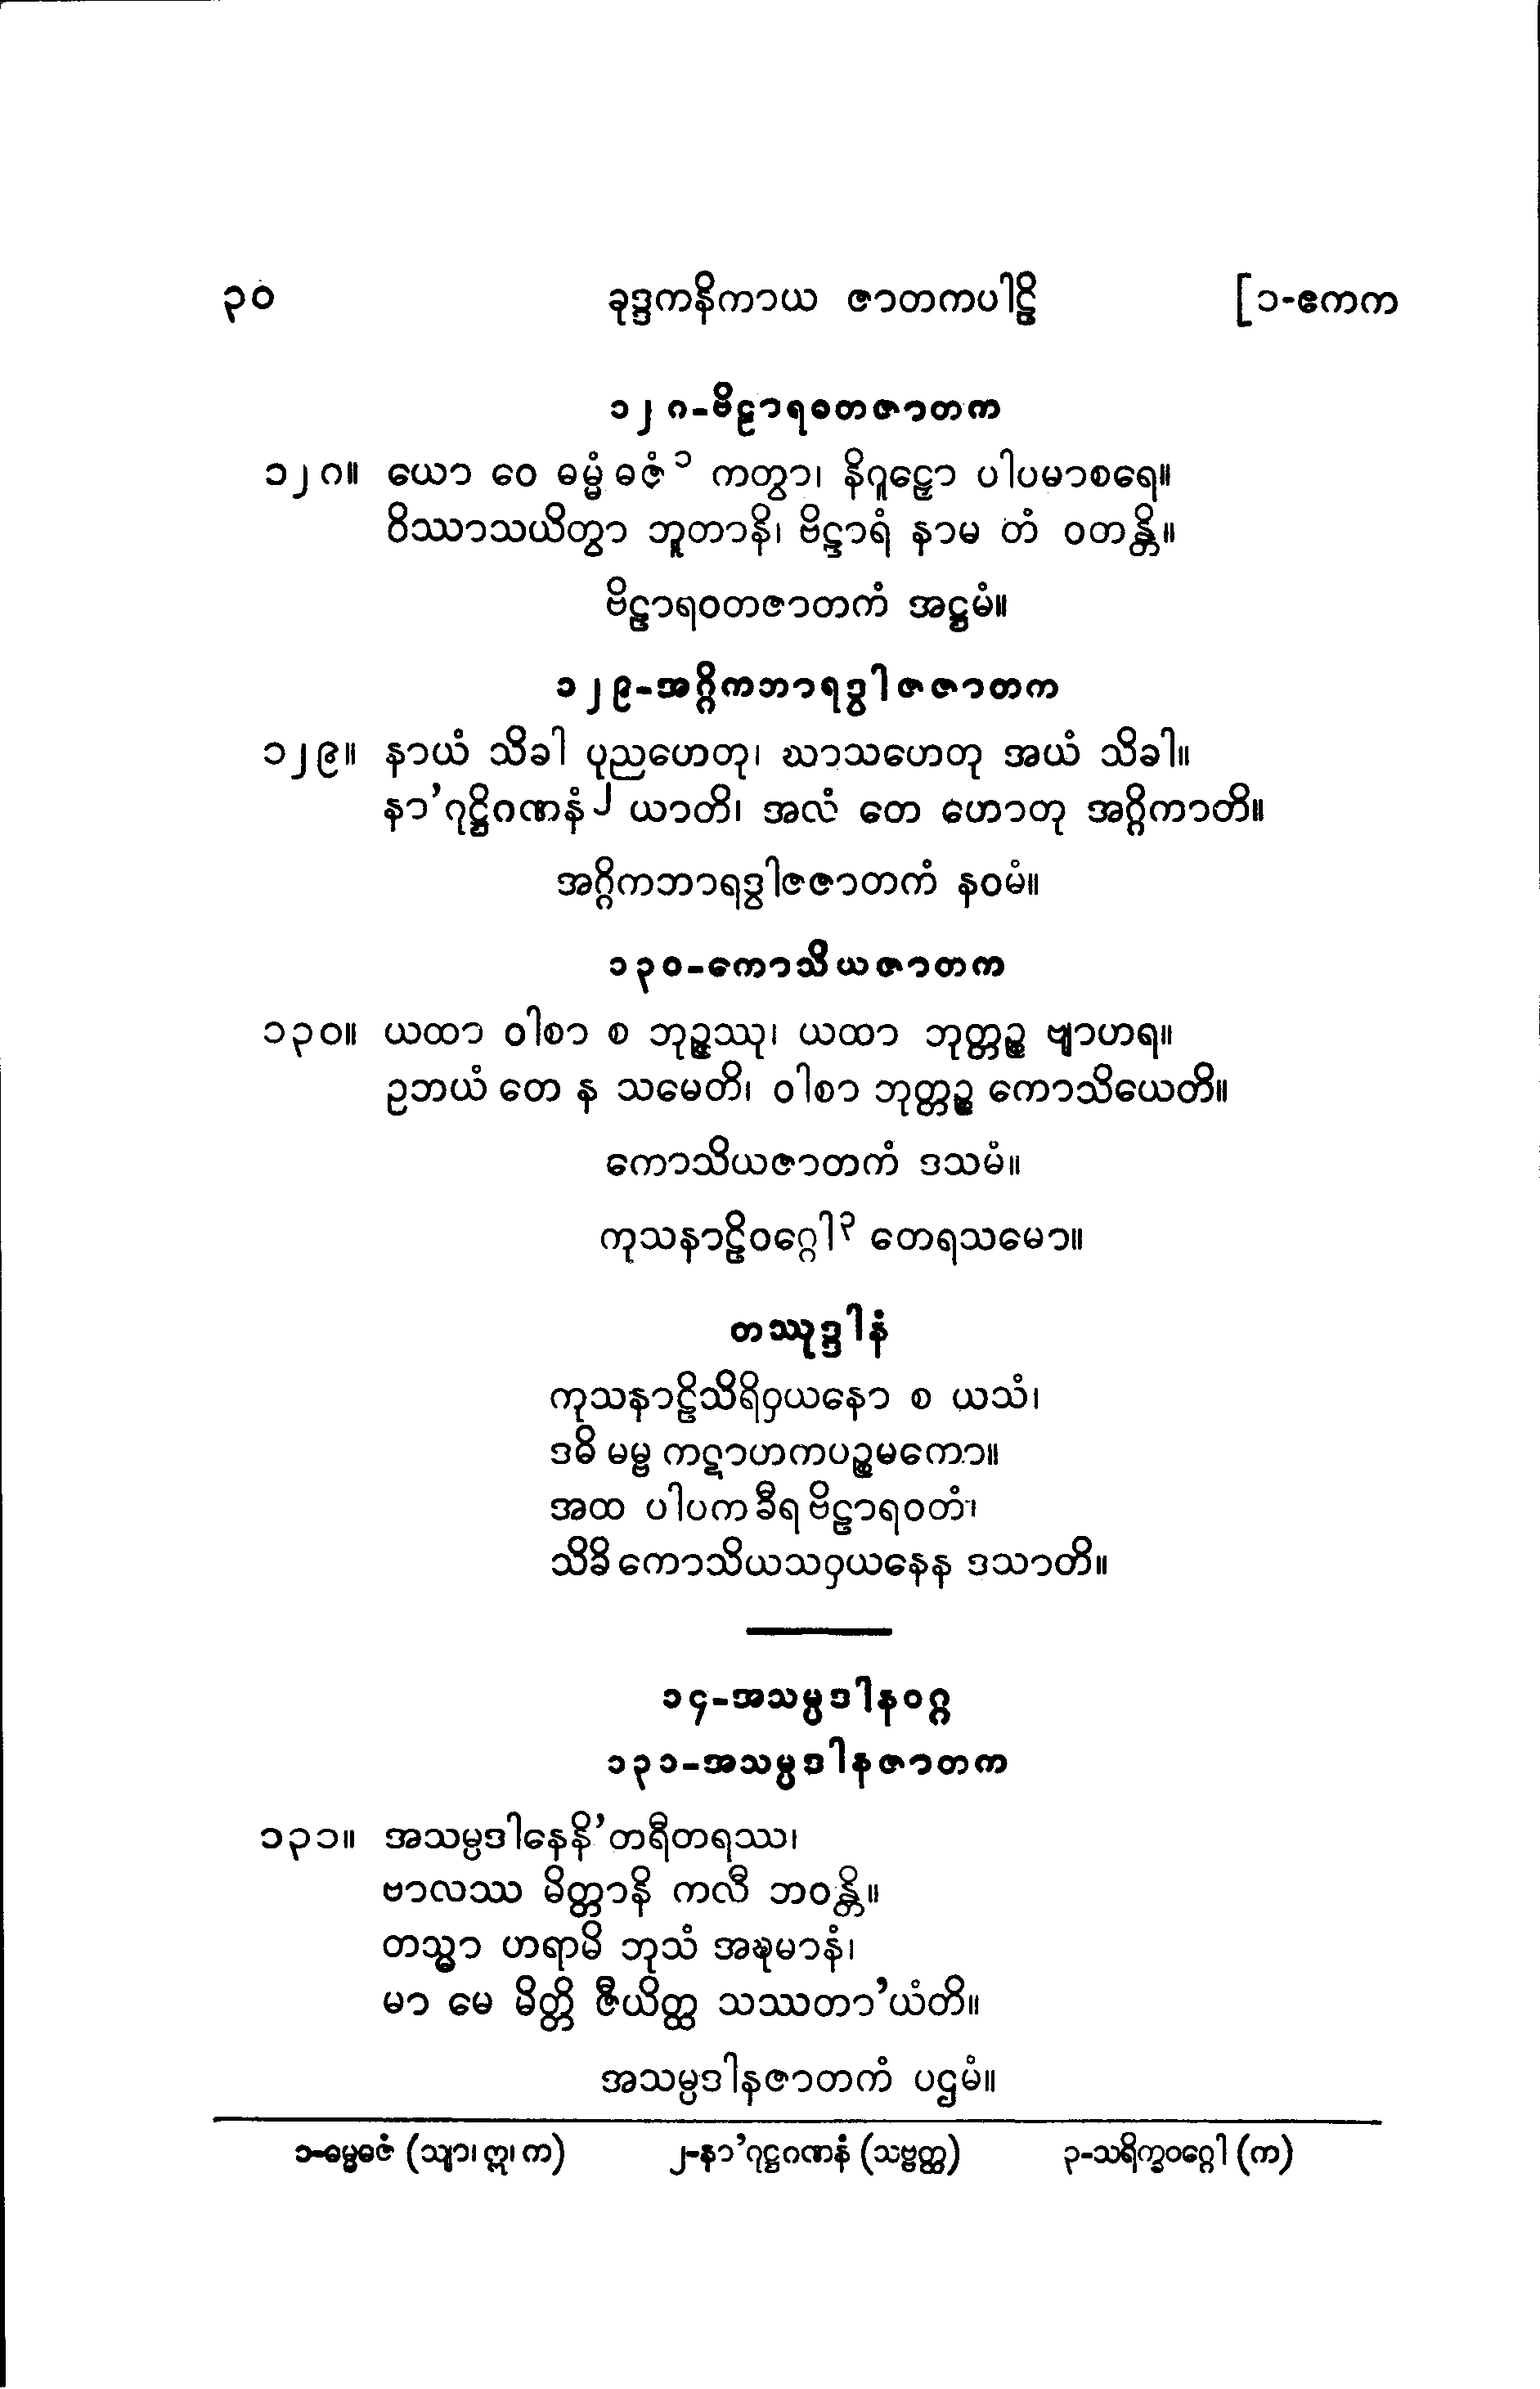 ၃၀ ခုဒ္ဒကနိကာယ ဇာတကပါဠိ [၁-ဧကက
၁၂၈-ဗိဠာရဝတဇာတက
၁၂၈။ ယော ဝေ ဓမ္မံ ဓဇံ ၁ ကတွာ၊ နိဂူဠှော ပါပမာစရေ။
ဝိဿာသယိတွာ ဘူတာနိ၊ ဗိဠာရံ နာမ တံ ဝတန္တိ။
ဗိဠာရဝတဇာတကံ အဋ္ဌမံ။
၁၂၉-အဂ္ဂိကဘာရဒွါဇဇာတက
၁၂၉။ နာယံ သိခါ ပုညဟေတု၊ ဃာသဟေတု အယံ သိခါ။
နာ’ဂုဋ္ဌိဂဏနံ ၂ ယာတိ၊ အလံ တေ ဟောတု အဂ္ဂိကာတိ။
အဂ္ဂိကဘာရဒွါဇဇာတကံ နဝမံ။
၁၃၀-ကောသိယဇာတက
၁၃၀။ ယထာ ဝါစာ စ ဘုဉ္ဇဿု၊ ယထာ ဘုတ္တဉ္စ ဗျာဟရ။
ဥဘယံ တေ န သမေတိ၊ ဝါစာ ဘုတ္တဉ္စ ကောသိယေတိ။
ကောသိယဇာတကံ ဒသမံ။
ကုသနာဠိဝဂ္ဂေါ ၃ တေရသမော။
တဿုဒ္ဒါနံ
ကုသနာဠိသိရိဝှယနော စ ယသံ၊
ဒဓိ မမ္ဗ ကဋာဟကပဉ္စမကော။
အထ ပါပက ခီရ ဗိဠာရဝတံ၊
သိခိ ကောသိယသဝှယနေန ဒသာတိ။
၁၄-အသမ္ပဒါနဝဂ္ဂ
၁၃၁-အသမ္ပဒါနဇာတက
၁၃၁။ အသမ္ပဒါနေနိ’တရီတရဿ၊
ဗာလဿ မိတ္တာနိ ကလီ ဘဝန္တိ။
တသ္မာ ဟရာမိ ဘုသံ အဍ္ဎမာနံ၊
မာ မေ မိတ္တိ ဇီယိတ္ထ သဿတာ’ယံတိ။
အသမ္ပဒါနဇာတကံ ပဌမံ။
၁-ဓမ္မဓဇံ (သျာ၊ ဣ၊ က) ၂-နာ’ဂုဋ္ဌဂဏနံ (သဗ္ဗတ္ထ) ၃-သရိက္ခဝဂ္ဂေါ (က)